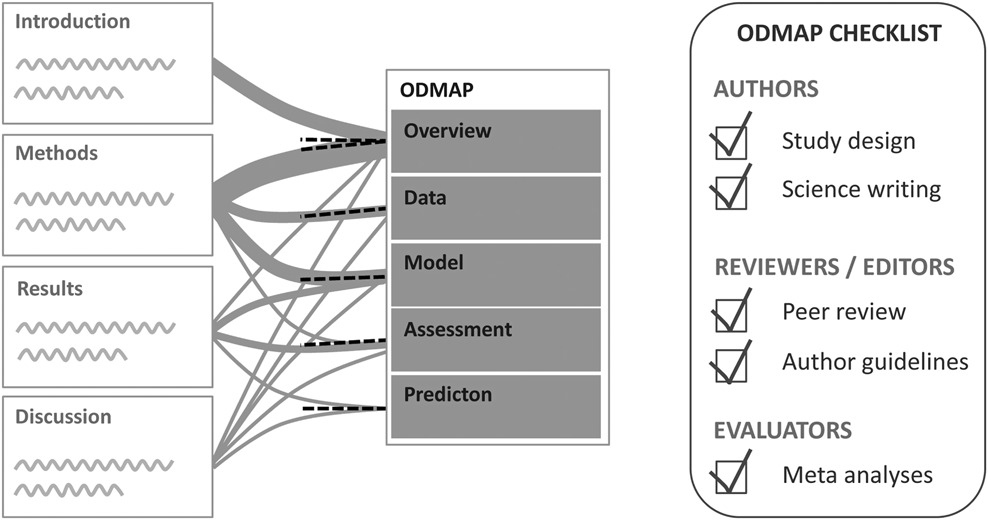 Introduction
Methods
Results
Discussion
ODMAP
Overview
Data
Model
Assessment
Predicton
ODMAP CHECKLIST
AUTHORS
Study design
Science writing
REVIEWERS / EDITORS
Peer review
Author guidelines
EVALUATORS
Meta analyses